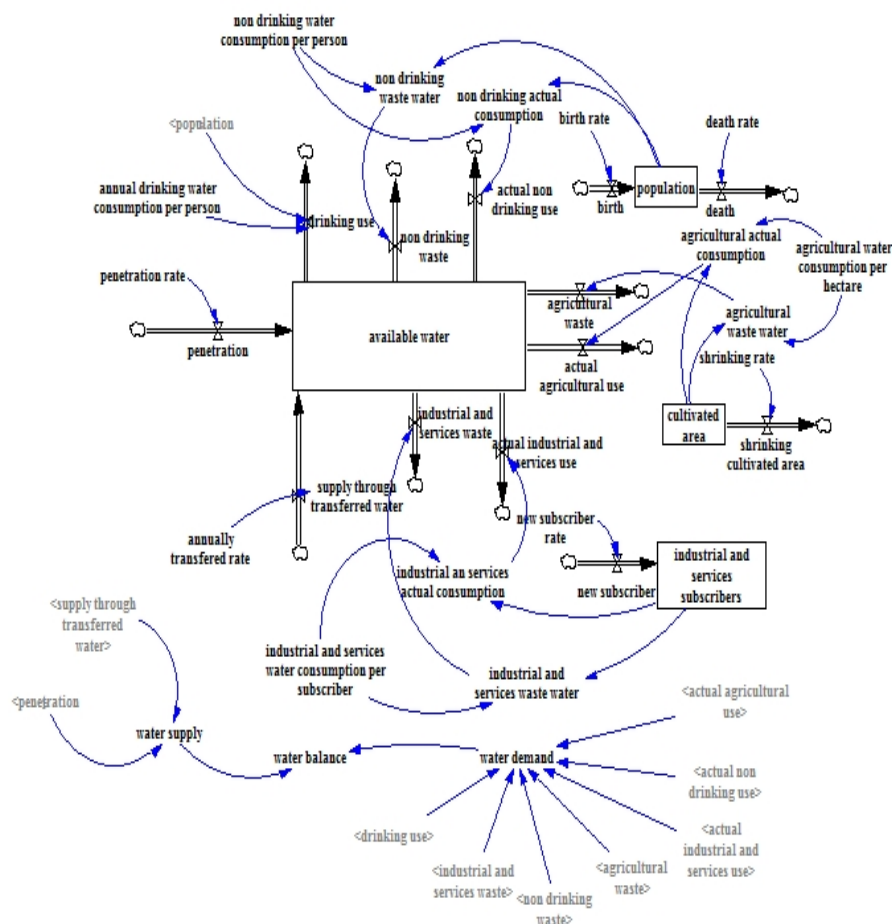 non drinking water
consumption per person
non drinking
waste water
non drinking actual
consumption
birth rate
death rate
<population
annual drinking water
consumption per person
drinking use
non drinking
waste
actual non
drinking use
population
birth
death
agricultural actual
consumption
agricultural water
consumption per
hectare
penetration rate
penetration
available water
agricultural
waste
agricultural
waste water
actual
agricultural use
shrinking rate
cultivated
area
shrinking
cultivated area
industrial and
services waste
actual industrial and
services use
supply through
transferred water
annually
transfered rate
new subscriber
rate
new subscriber
industrial and
services
subscribers
industrial an services
actual consumption
<supply through
transferred
water>
industrial and services
water consumption per
subscriber
industrial and
services waste water
<penetration
water supply
water balance
water demand
<actual agricultural
use>
<actual non
drinking use>
<actual
industrial and
services use>
<drinking use>
<industrial and
services waste>
<non drinking
waste>
<agricultural
waste>